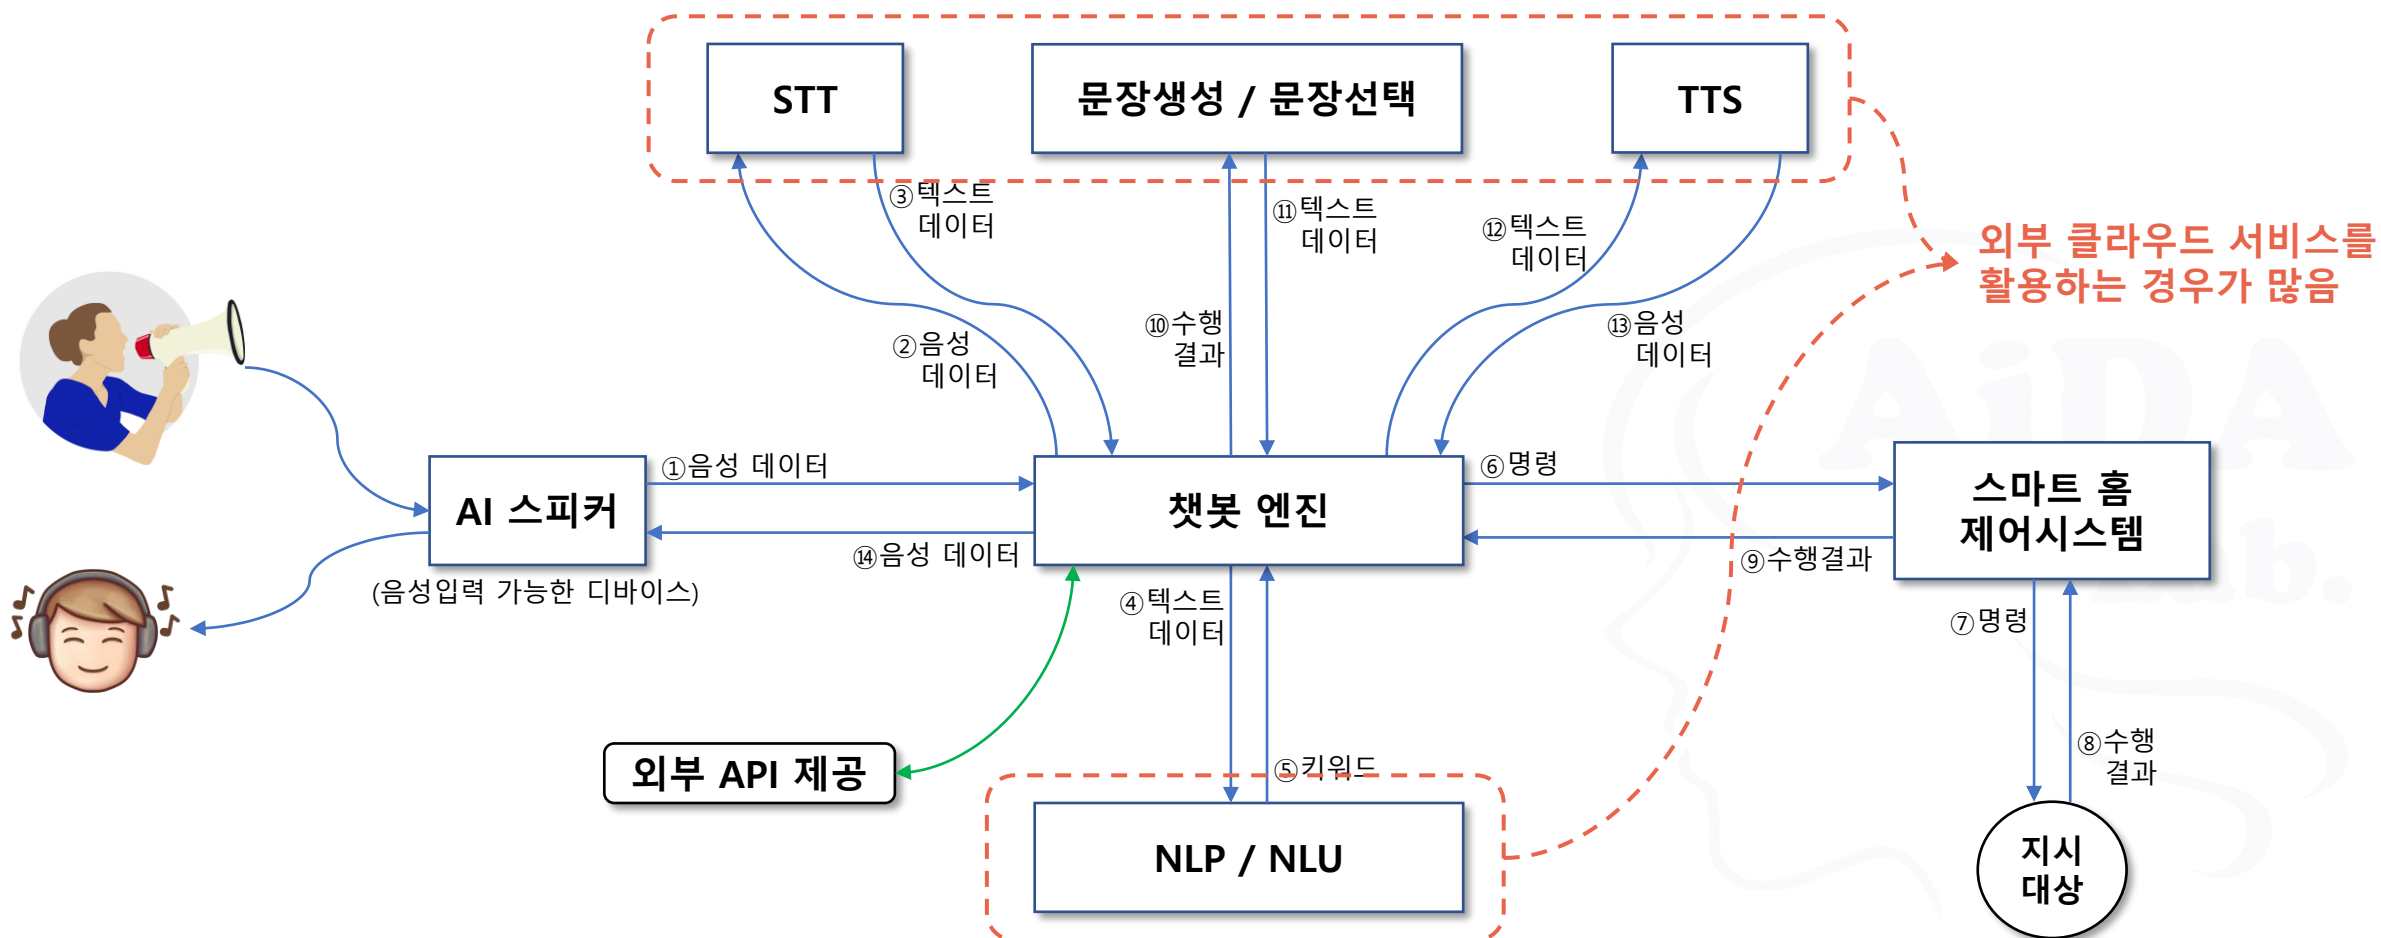 STT
문장생성 / 문장선택
TTS
③텍스트
데이터
⑪텍스트
데이터
⑫텍스트
데이터
외부 클라우드 서비스를
활용하는 경우가 많음
②음성
데이터
⑩수행
결과
⑬음성
데이터
AiDA
Lab.
①음성 데이터
⑥명령
AI 스피커
챗봇 엔진
스마트 홈
제어시스템
⑭음성 데이터
⑨수행결과
(음성입력 가능한 디바이스)
④텍스트
데이터
⑦명령
외부 API 제공
⑤키워드
⑧수행
결과
NLP / NLU
지시
대상